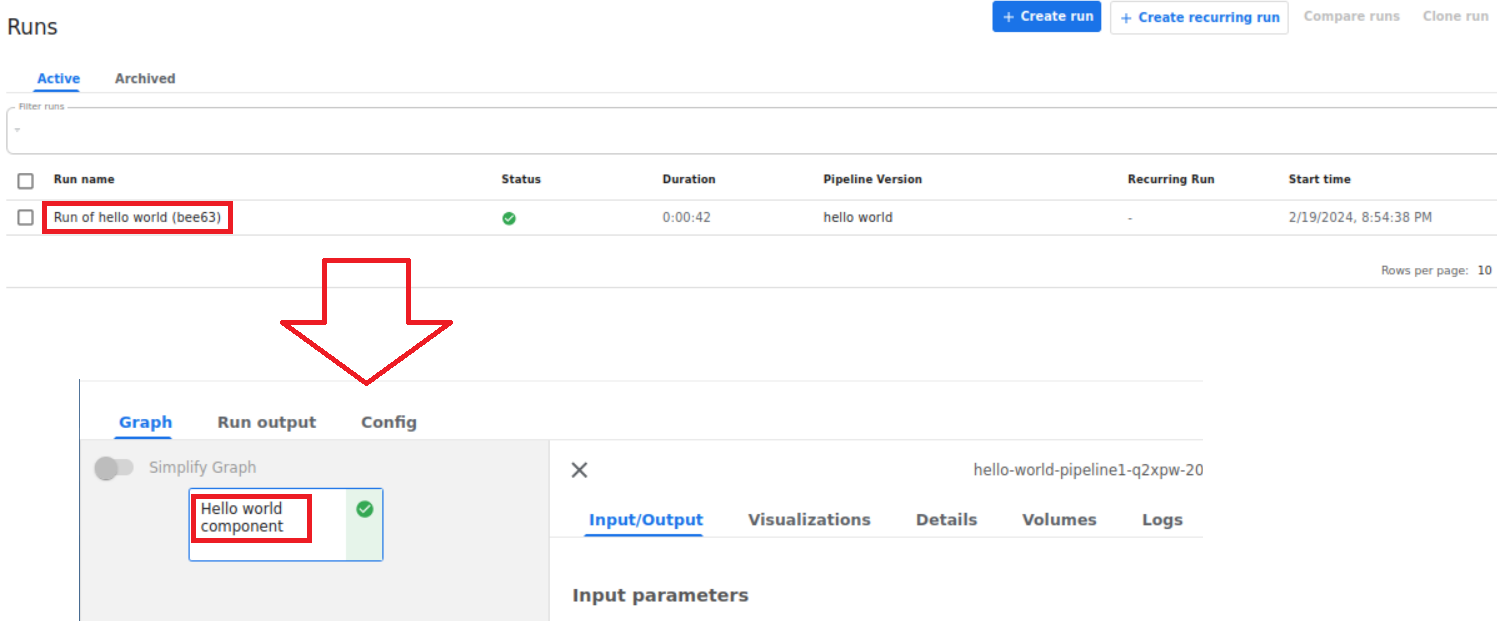 Runs
+ Create run
+ Create recurring run
Compare runs
Clone run
Active
Archived
Filter runs
Run name
Status
Duration
Pipeline Version
Recurring Run
Start time
Run of hello world (bee63)
0:00:42
hello world
-
2/19/2024, 8:54:38 PM
Rows per page: 10
Graph
Run output
Config
Simplify Graph
Hello world
component
hello-world-pipeline1-q2xpw-20
Input/Output
Visualizations
Details
Volumes
Logs
Input parameters